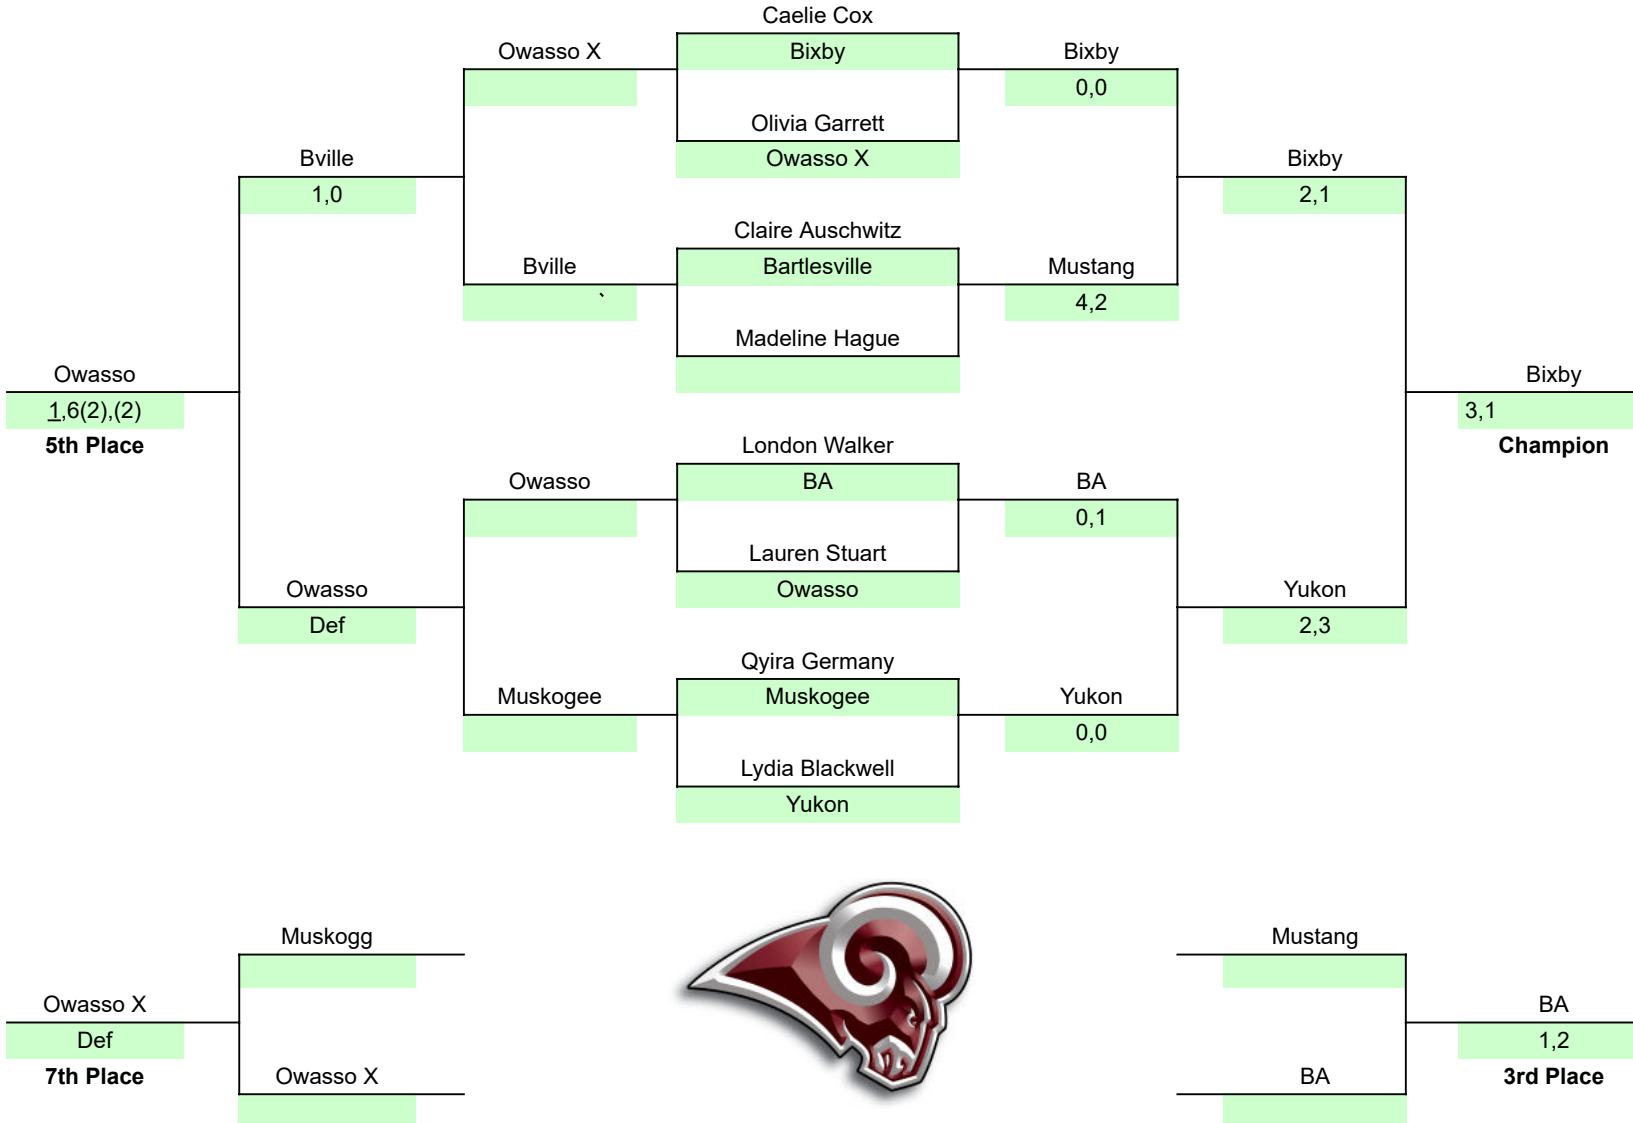 Caelie Cox
Owasso X
Bixby
Bixby
0,0
Olivia Garrett
Bville
Owasso X
Bixby
1,0
2,1
Claire Auschwitz
Bville
Bartlesville
Mustang
`
4,2
Madeline Hague
Owasso
Bixby
1,6(2),(2)
3,1
5th Place
London Walker
Champion
Owasso
BA
BA
0,1
Lauren Stuart
Owasso
Owasso
Yukon
Def
2,3
Qyira Germany
Muskogee
Muskogee
Yukon
0,0
Lydia Blackwell
Yukon
Muskogg
Mustang
Owasso X
BA
Def
1,2
7th Place
Owasso X
BA
3rd Place